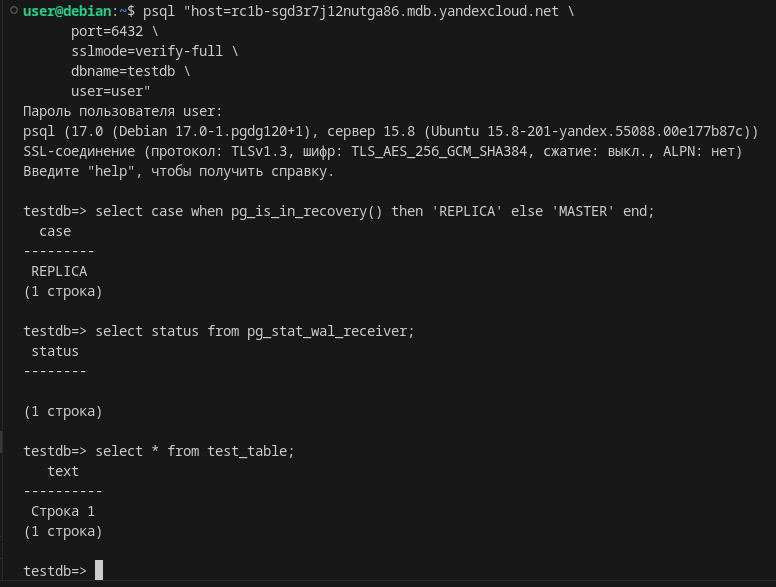 user@debian:~$ psql "host=rc1b-sgd3r7j12nutga86.mdb.yandexcloud.net \
port=6432 \
sslmode=verify-full \
dbname=testdb \
user=user"
Пароль пользователя user:
psql (17.0 (Debian 17.0-1.pgdg120+1), сервер 15.8 (Ubuntu 15.8-201-yandex.55088.00e177b87c))
SSL-соединение (протокол: TLSv1.3, шифр: TLS_AES_256_GCM_SHA384, сжатие: выкл., ALPN: нет)
Введите "help", чтобы получить справку.
testdb=> select case when pg_is_in_recovery() then 'REPLICA' else 'MASTER' end;
case
---------
REPLICA
(1 строка)
testdb=> select status from pg_stat_wal_receiver;
status
--------
(1 строка)
testdb=> select * from test_table;
text
----------
Строка 1
(1 строка)
testdb=>